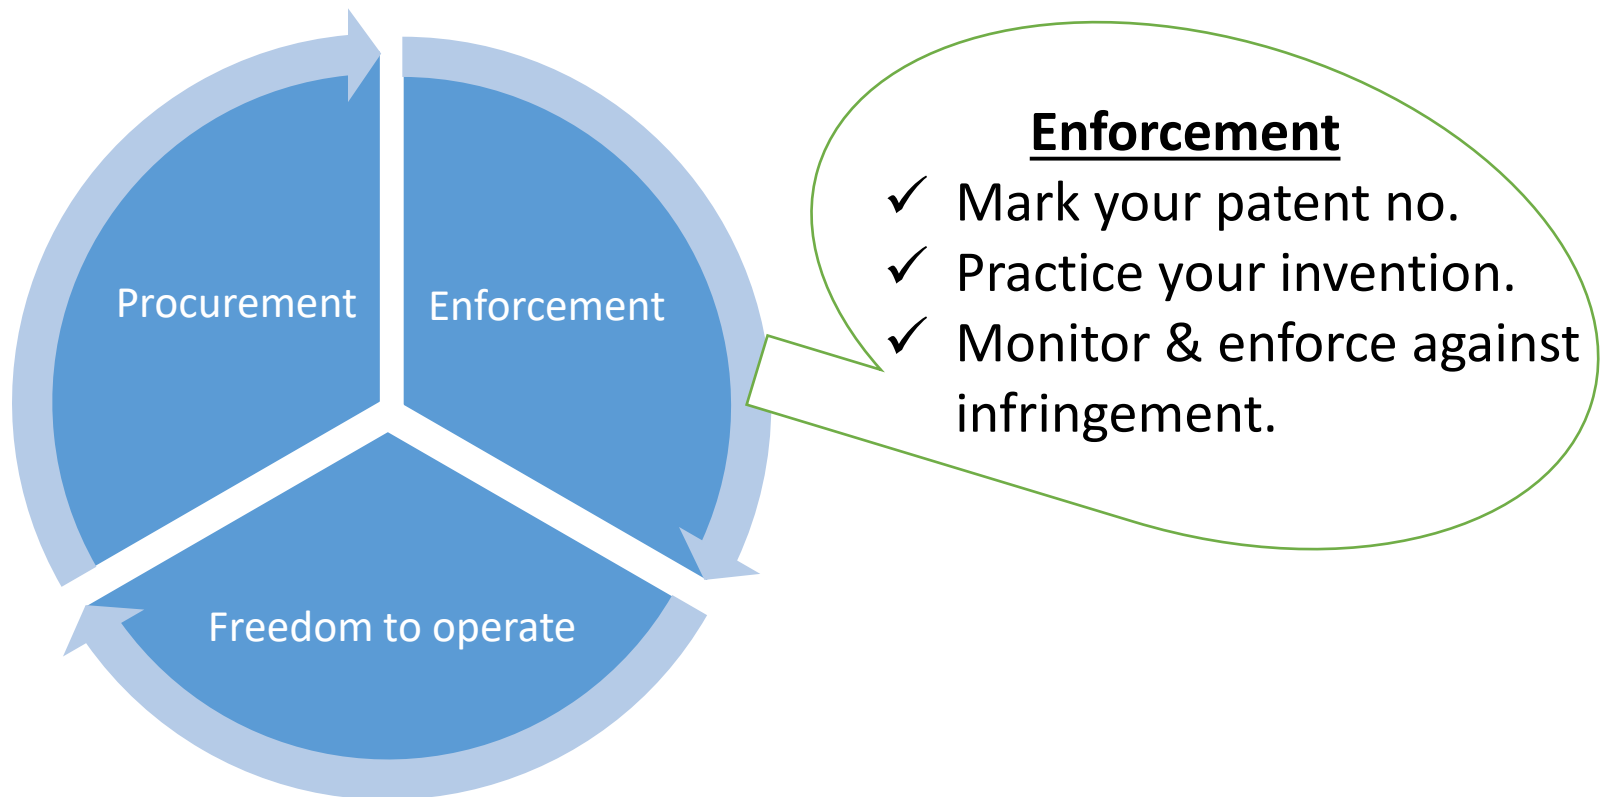 Procurement
Enforcement
Freedom to operate
Enforcement
✓ Mark your patent no.
✓ Practice your invention.
✓ Monitor & enforce against
infringement.